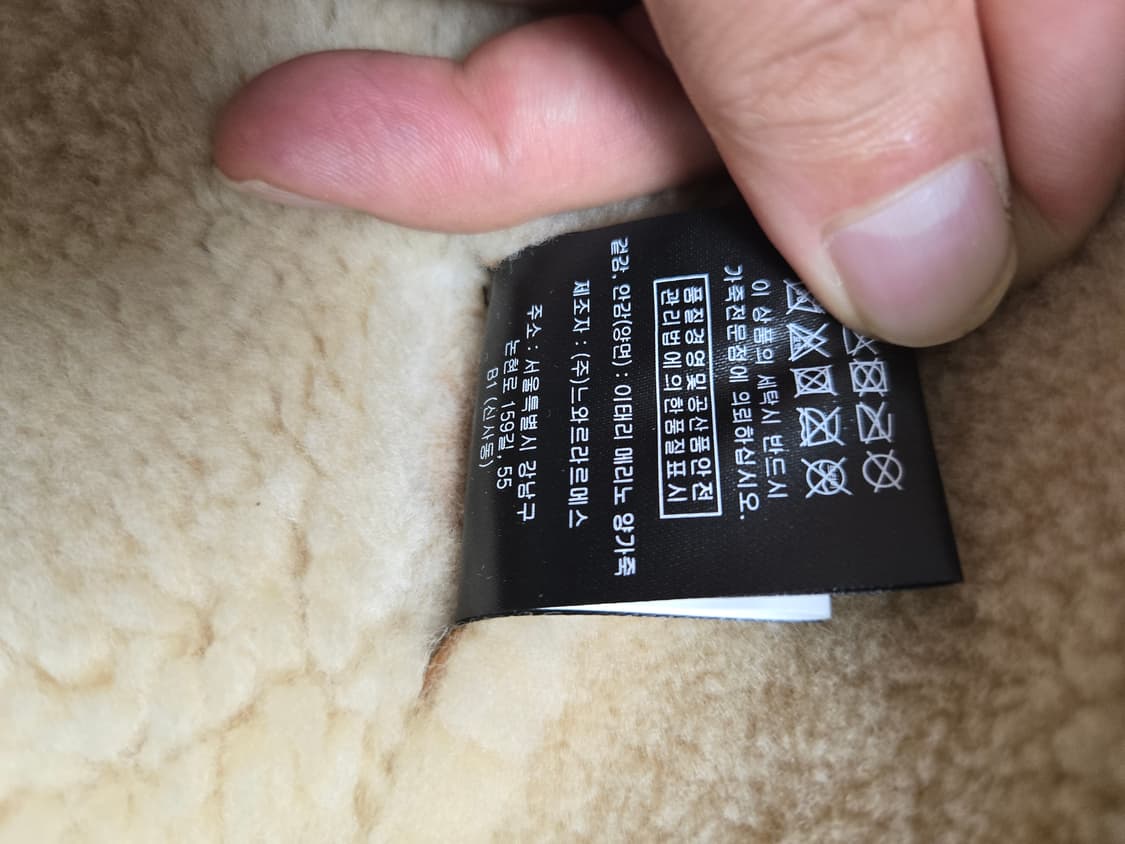 이 상품의 세탁시 반드시
가죽전문점에 의뢰하십시오.
품질경영및공산품안전
관리법에의한품질표시
겉감, 안감(양면) : 이태리 메리노 양가죽
제조자 : (주)느와르라르메스
주소 : 서울특별시 강남구
논현로 159길, 55
B1 (신사동)